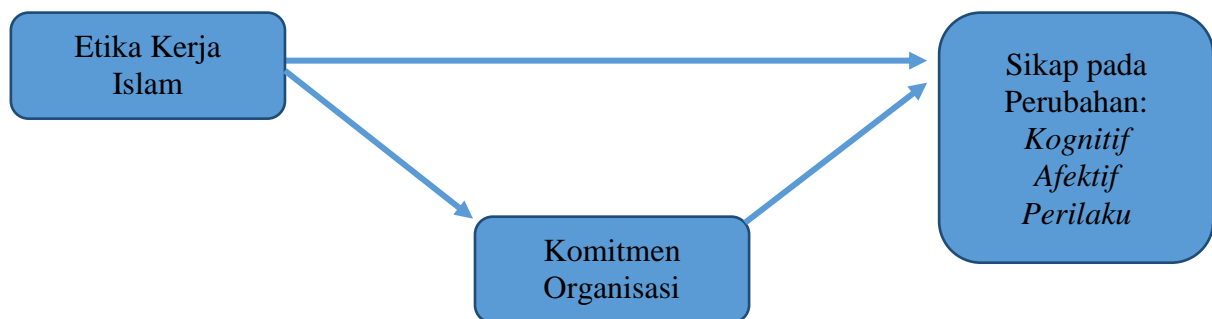 Etika Kerja
Islam
Sikap pada
Perubahan:
Kognitif
Afektif
Perilaku
Komitmen
Organisasi